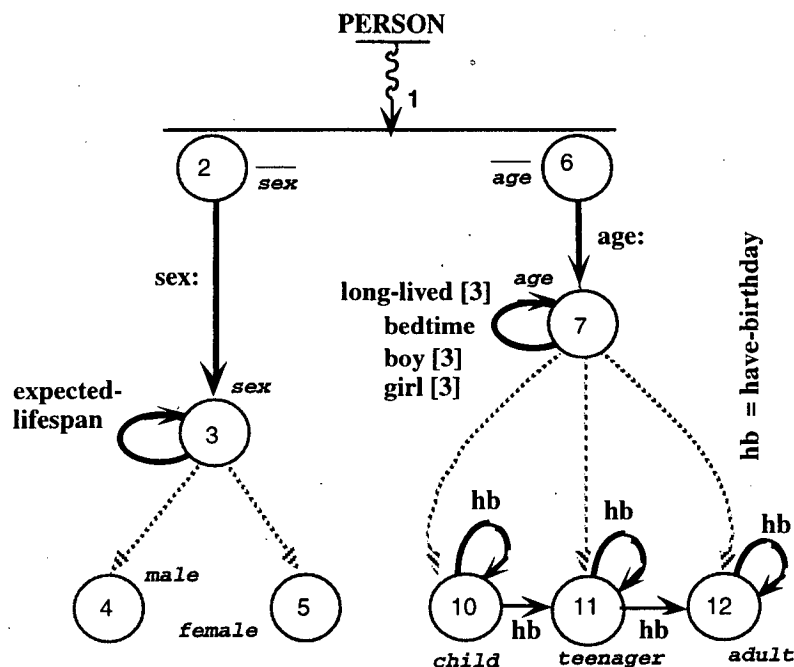 PERSON
1
2
sex
6
age
sex:
age:
long-lived [3]
age
bedtime
7
boy [3]
girl [3]
hb = have-birthday
expected-
lifespan
sex
3
hb
hb
hb
4
male
5
female
10
hb
11
hb
12
child
teenager
adult